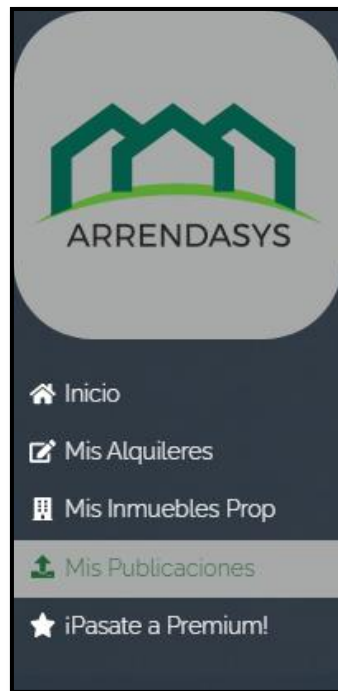 ARRENDASYS
Inicio
Mis Alquileres
Mis Inmuebles Prop
Mis Publicaciones
¡Pasate a Premium!